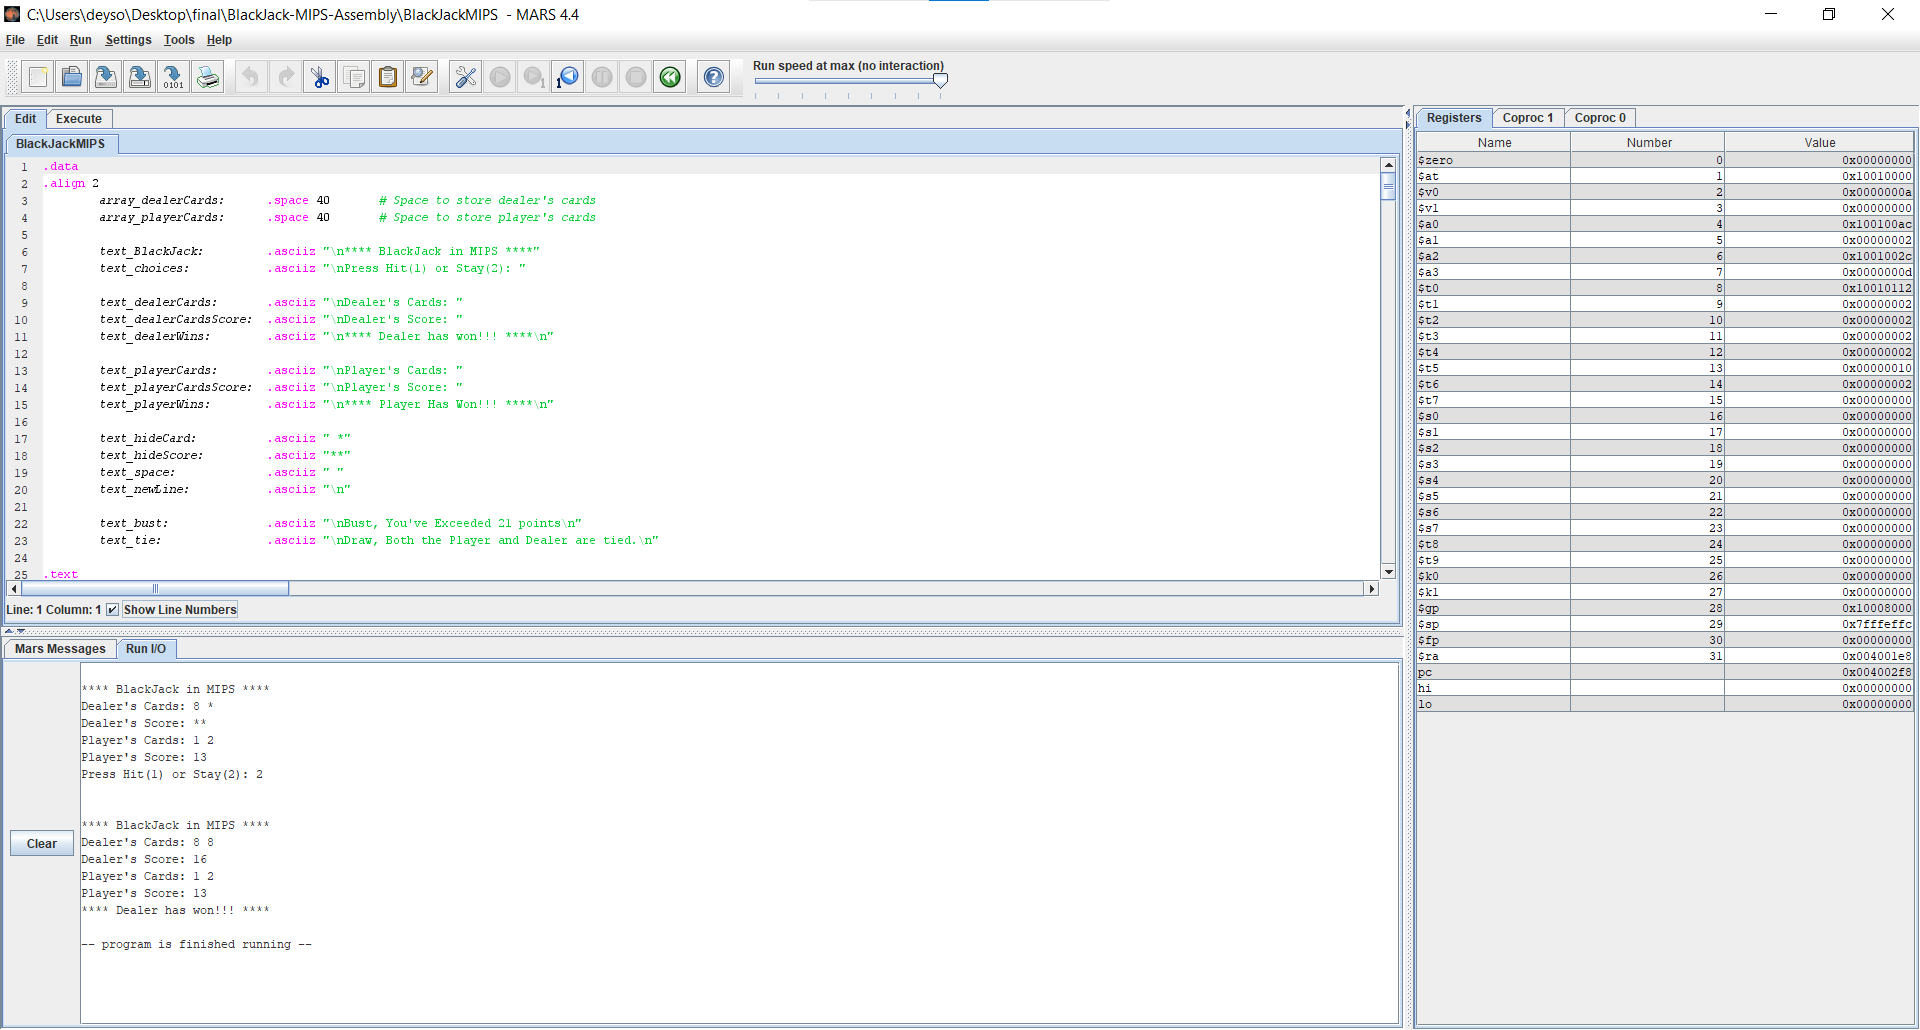 C:\Users\deyso\Desktop\final\BlackJack-MIPS-Assembly\BlackJackMIPS - MARS 4.4
File Edit Run Settings Tools Help
Run speed at max (no interaction)
Edit Execute
BlackJackMIPS
1 .data
2 .align 2
3 array_dealerCards: .space 40 # Space to store dealer's cards
4 array_playerCards: .space 40 # Space to store player's cards
5
6 text_BlackJack: .asciiz "\n**** BlackJack in MIPS ****"
7 text_choices: .asciiz "\nPress Hit(1) or Stay(2): "
8
9 text_dealerCards: .asciiz "\nDealer's Cards: "
10 text_dealerCardsScore: .asciiz "\nDealer's Score: "
11 text_dealerWins: .asciiz "\n**** Dealer has won!!! ****\n"
12
13 text_playerCards: .asciiz "\nPlayer's Cards: "
14 text_playerCardsScore: .asciiz "\nPlayer's Score: "
15 text_playerWins: .asciiz "\n**** Player Has Won!!! ****\n"
16
17 text_hideCard: .asciiz " *"
18 text_hideScore: .asciiz "**"
19 text_space: .asciiz " "
20 text_newLine: .asciiz "\n"
21
22 text_bust: .asciiz "\nBust, You've Exceeded 21 points\n"
23 text_tie: .asciiz "\nDraw, Both the Player and Dealer are tied.\n"
24
25 .text
Line: 1 Column: 1 Show Line Numbers
Mars Messages Run I/O
Clear
**** BlackJack in MIPS ****
Dealer's Cards: 8 *
Dealer's Score: **
Player's Cards: 1 2
Player's Score: 13
Press Hit(1) or Stay(2): 2
**** BlackJack in MIPS ****
Dealer's Cards: 8 8
Dealer's Score: 16
Player's Cards: 1 2
Player's Score: 13
**** Dealer has won!!! ****
-- program is finished running --
Registers Coproc 1 Coproc 0
Name Number Value
$zero 0 0x00000000
$at 1 0x10010000
$v0 2 0x0000000a
$v1 3 0x00000000
$a0 4 0x100100ac
$a1 5 0x00000002
$a2 6 0x1001002c
$a3 7 0x0000000d
$t0 8 0x10010112
$t1 9 0x00000002
$t2 10 0x00000002
$t3 11 0x00000002
$t4 12 0x00000002
$t5 13 0x00000010
$t6 14 0x00000002
$t7 15 0x00000000
$s0 16 0x00000000
$s1 17 0x00000000
$s2 18 0x00000000
$s3 19 0x00000000
$s4 20 0x00000000
$s5 21 0x00000000
$s6 22 0x00000000
$s7 23 0x00000000
$t8 24 0x00000000
$t9 25 0x00000000
$k0 26 0x00000000
$k1 27 0x00000000
$gp 28 0x10008000
$sp 29 0x7fffeffc
$fp 30 0x00000000
$ra 31 0x004001e8
pc 0x004002f8
hi 0x00000000
lo 0x00000000